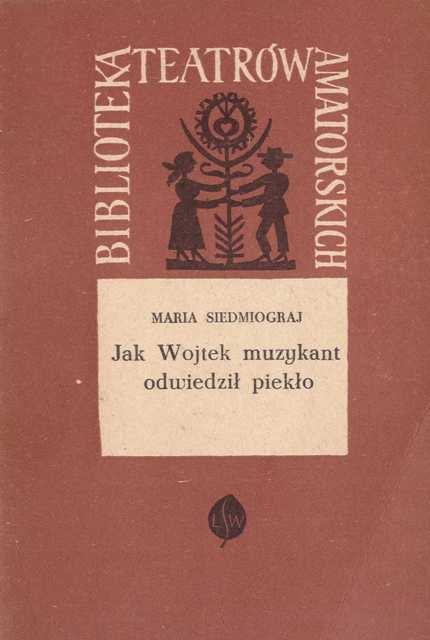 BIBLIOTEKA
TEATRÓW
AMATORSKICH
MARIA SIEDMIOGRAJ
Jak Wojtek muzykant
odwiedził piekło
LSW